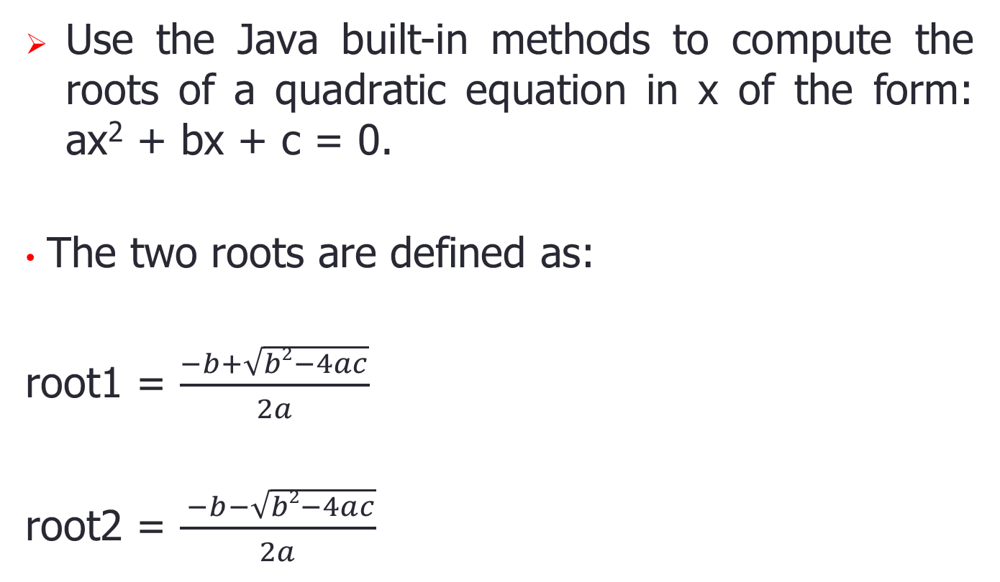 ➢ Use the Java built-in methods to compute the
roots of a quadratic equation in x of the form:
ax² + bx + c = 0.
• The two roots are defined as:
root1 = \frac{-b+\sqrt{b^2-4ac}}{2a}
root2 = \frac{-b-\sqrt{b^2-4ac}}{2a}